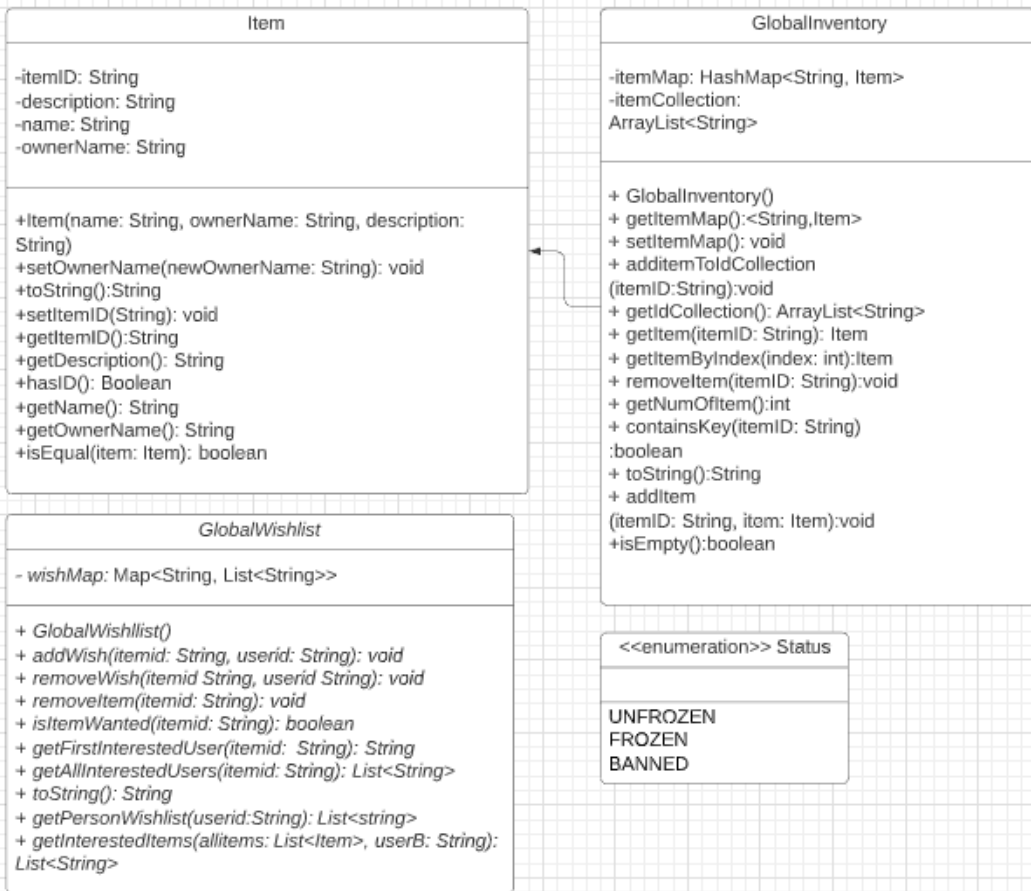 Item
-itemID: String
-description: String
-name: String
-ownerName: String
+Item(name: String, ownerName: String, description:
String)
+setOwnerName(newOwnerName: String): void
+toString():String
+setItemID(String): void
+getItemID():String
+getDescription(): String
+hasID(): Boolean
+getName(): String
+getOwnerName(): String
+isEqual(item: Item): boolean
GlobalInventory
-itemMap: HashMap<String, Item>
-itemCollection:
ArrayList<String>
+ GlobalInventory()
+ getItemMap():<String,Item>
+ setItemMap(): void
+ additemToIdCollection
(itemID:String):void
+ getIdCollection(): ArrayList<String>
+ getItem(itemID: String): Item
+ getItemByIndex(index: int):Item
+ removeItem(itemID: String):void
+ getNumOfItem():int
+ containsKey(itemID: String)
:boolean
+ toString():String
+ addItem
(itemID: String, item: Item):void
+isEmpty():boolean
GlobalWishlist
- wishMap: Map<String, List<String>>
+ GlobalWishllist()
+ addWish(itemid: String, userid: String): void
+ removeWish(itemid String, userid String): void
+ removeItem(itemid: String): void
+ isItemWanted(itemid: String): boolean
+ getFirstInterestedUser(itemid: String): String
+ getAllInterestedUsers(itemid: String): List<String>
+ toString(): String
+ getPersonWishlist(userid:String): List<string>
+ getInterestedItems(allitems: List<Item>, userB: String):
List<String>
<<enumeration>> Status
UNFROZEN
FROZEN
BANNED